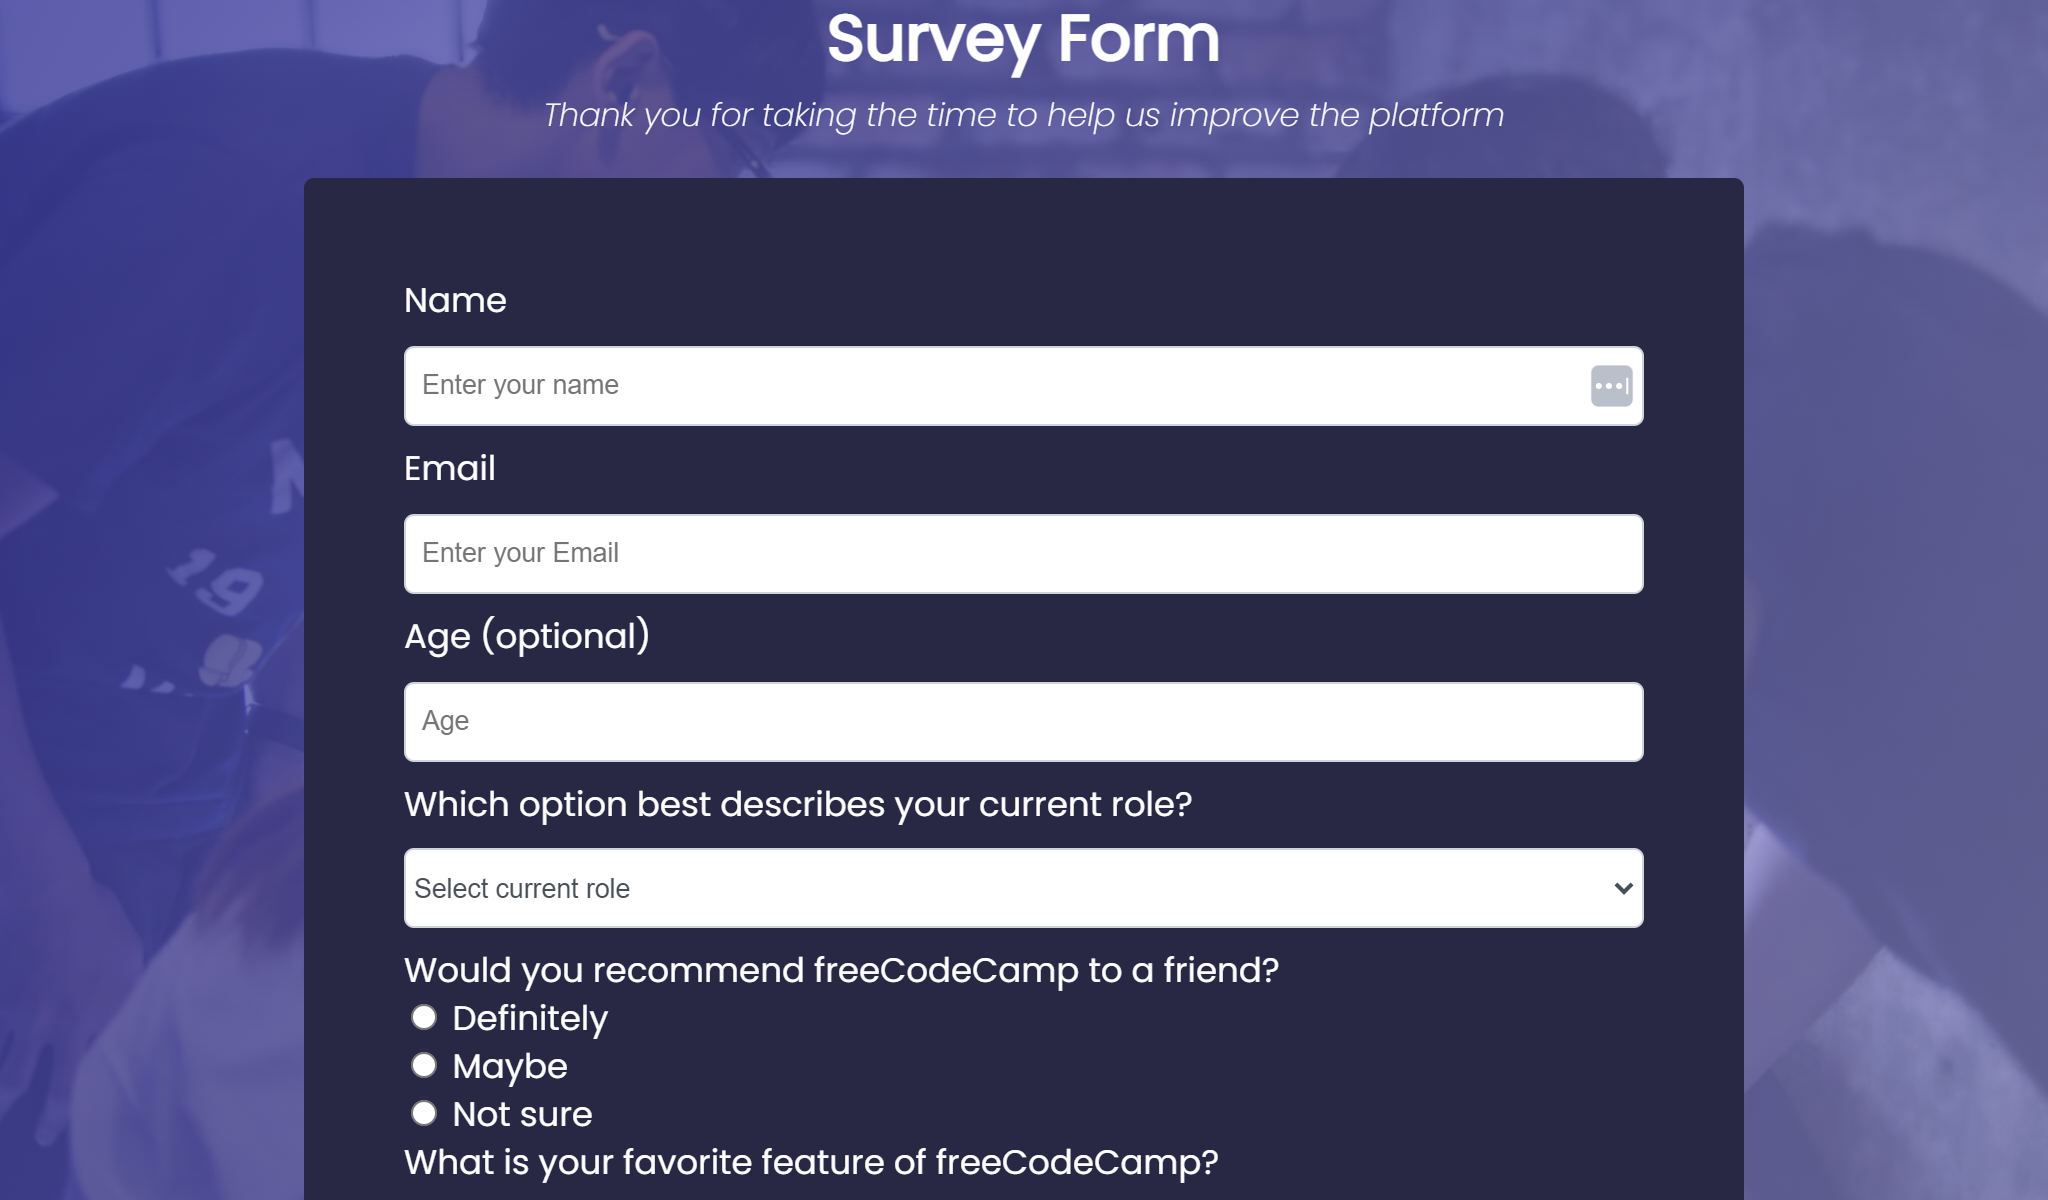 Survey Form
Thank you for taking the time to help us improve the platform
Name
Enter your name
Email
Enter your Email
Age (optional)
Age
Which option best describes your current role?
Select current role
Would you recommend freeCodeCamp to a friend?
Definitely
Maybe
Not sure
What is your favorite feature of freeCodeCamp?
19